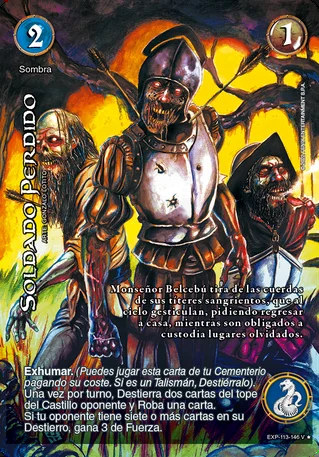 2
1
Sombra
SOLDADO PERDIDO
ARTE: GONZALO TOTITO
Monseñor Belcebú tira de las cuerdas
de sus títeres sangrientos, que al
cielo gesticulan, pidiendo regresar
a casa, mientras son obligados a
custodia lugares olvidados.
Exhumar. (Puedes jugar esta carta de tu Cementerio
pagando su coste. Si es un Talismán, Destiérralo).
Una vez por turno, Destierra dos cartas del tope
del Castillo oponente y Roba una carta.
Si tu oponente tiene siete o más cartas en su
Destierro, gana 3 de Fuerza.
EXP-113-146 V